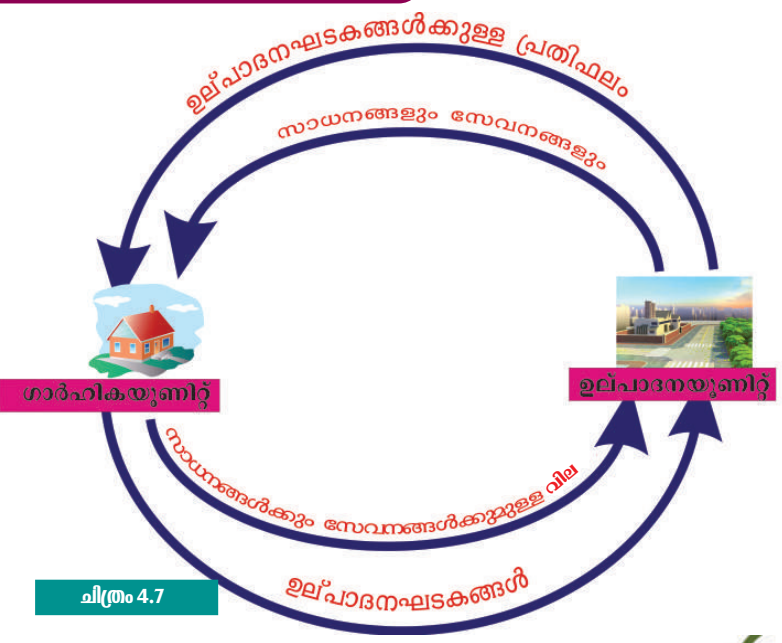 ഉല്പാദനഘടകങ്ങൾക്കുള്ള പ്രതിഫലം
സാധനങ്ങളും സേവനങ്ങളും
ഗാർഹികയുണിറ്റ്
ഉല്പാദനയൂണിറ്റ്
സാധനങ്ങൾക്കും സേവനങ്ങൾക്കുമുള്ള വില
ഉല്പാദനഘടകങ്ങൾ
ചിത്രം 4.7